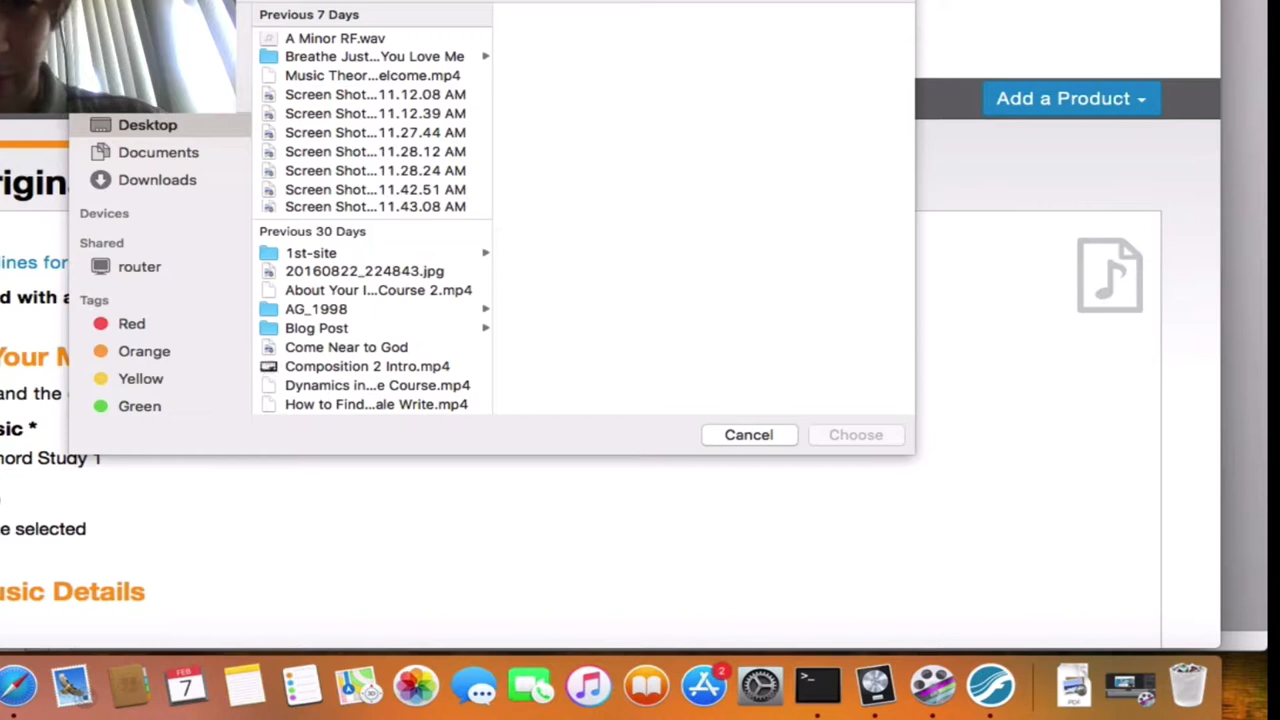 Previous 7 Days
A Minor RF.wav
Breathe Just...You Love Me
Music Theor...elcome.mp4
Screen Shot...11.12.08 AM
Screen Shot...11.12.39 AM
Screen Shot...11.27.44 AM
Screen Shot...11.28.12 AM
Screen Shot...11.28.24 AM
Screen Shot...11.42.51 AM
Screen Shot...11.43.08 AM
Previous 30 Days
1st-site
20160822_224843.jpg
About Your I...Course 2.mp4
AG_1998
Blog Post
Come Near to God
Composition 2 Intro.mp4
Dynamics in...e Course.mp4
How to Find...ale Write.mp4
Desktop
Documents
Downloads
Devices
Shared
router
Tags
Red
Orange
Yellow
Green
Cancel
Choose
Add a Product
rigin
lines for
d with a
Your M
and the
sic *
hord Study 1
e selected
usic Details
FEB
7
2
PDF